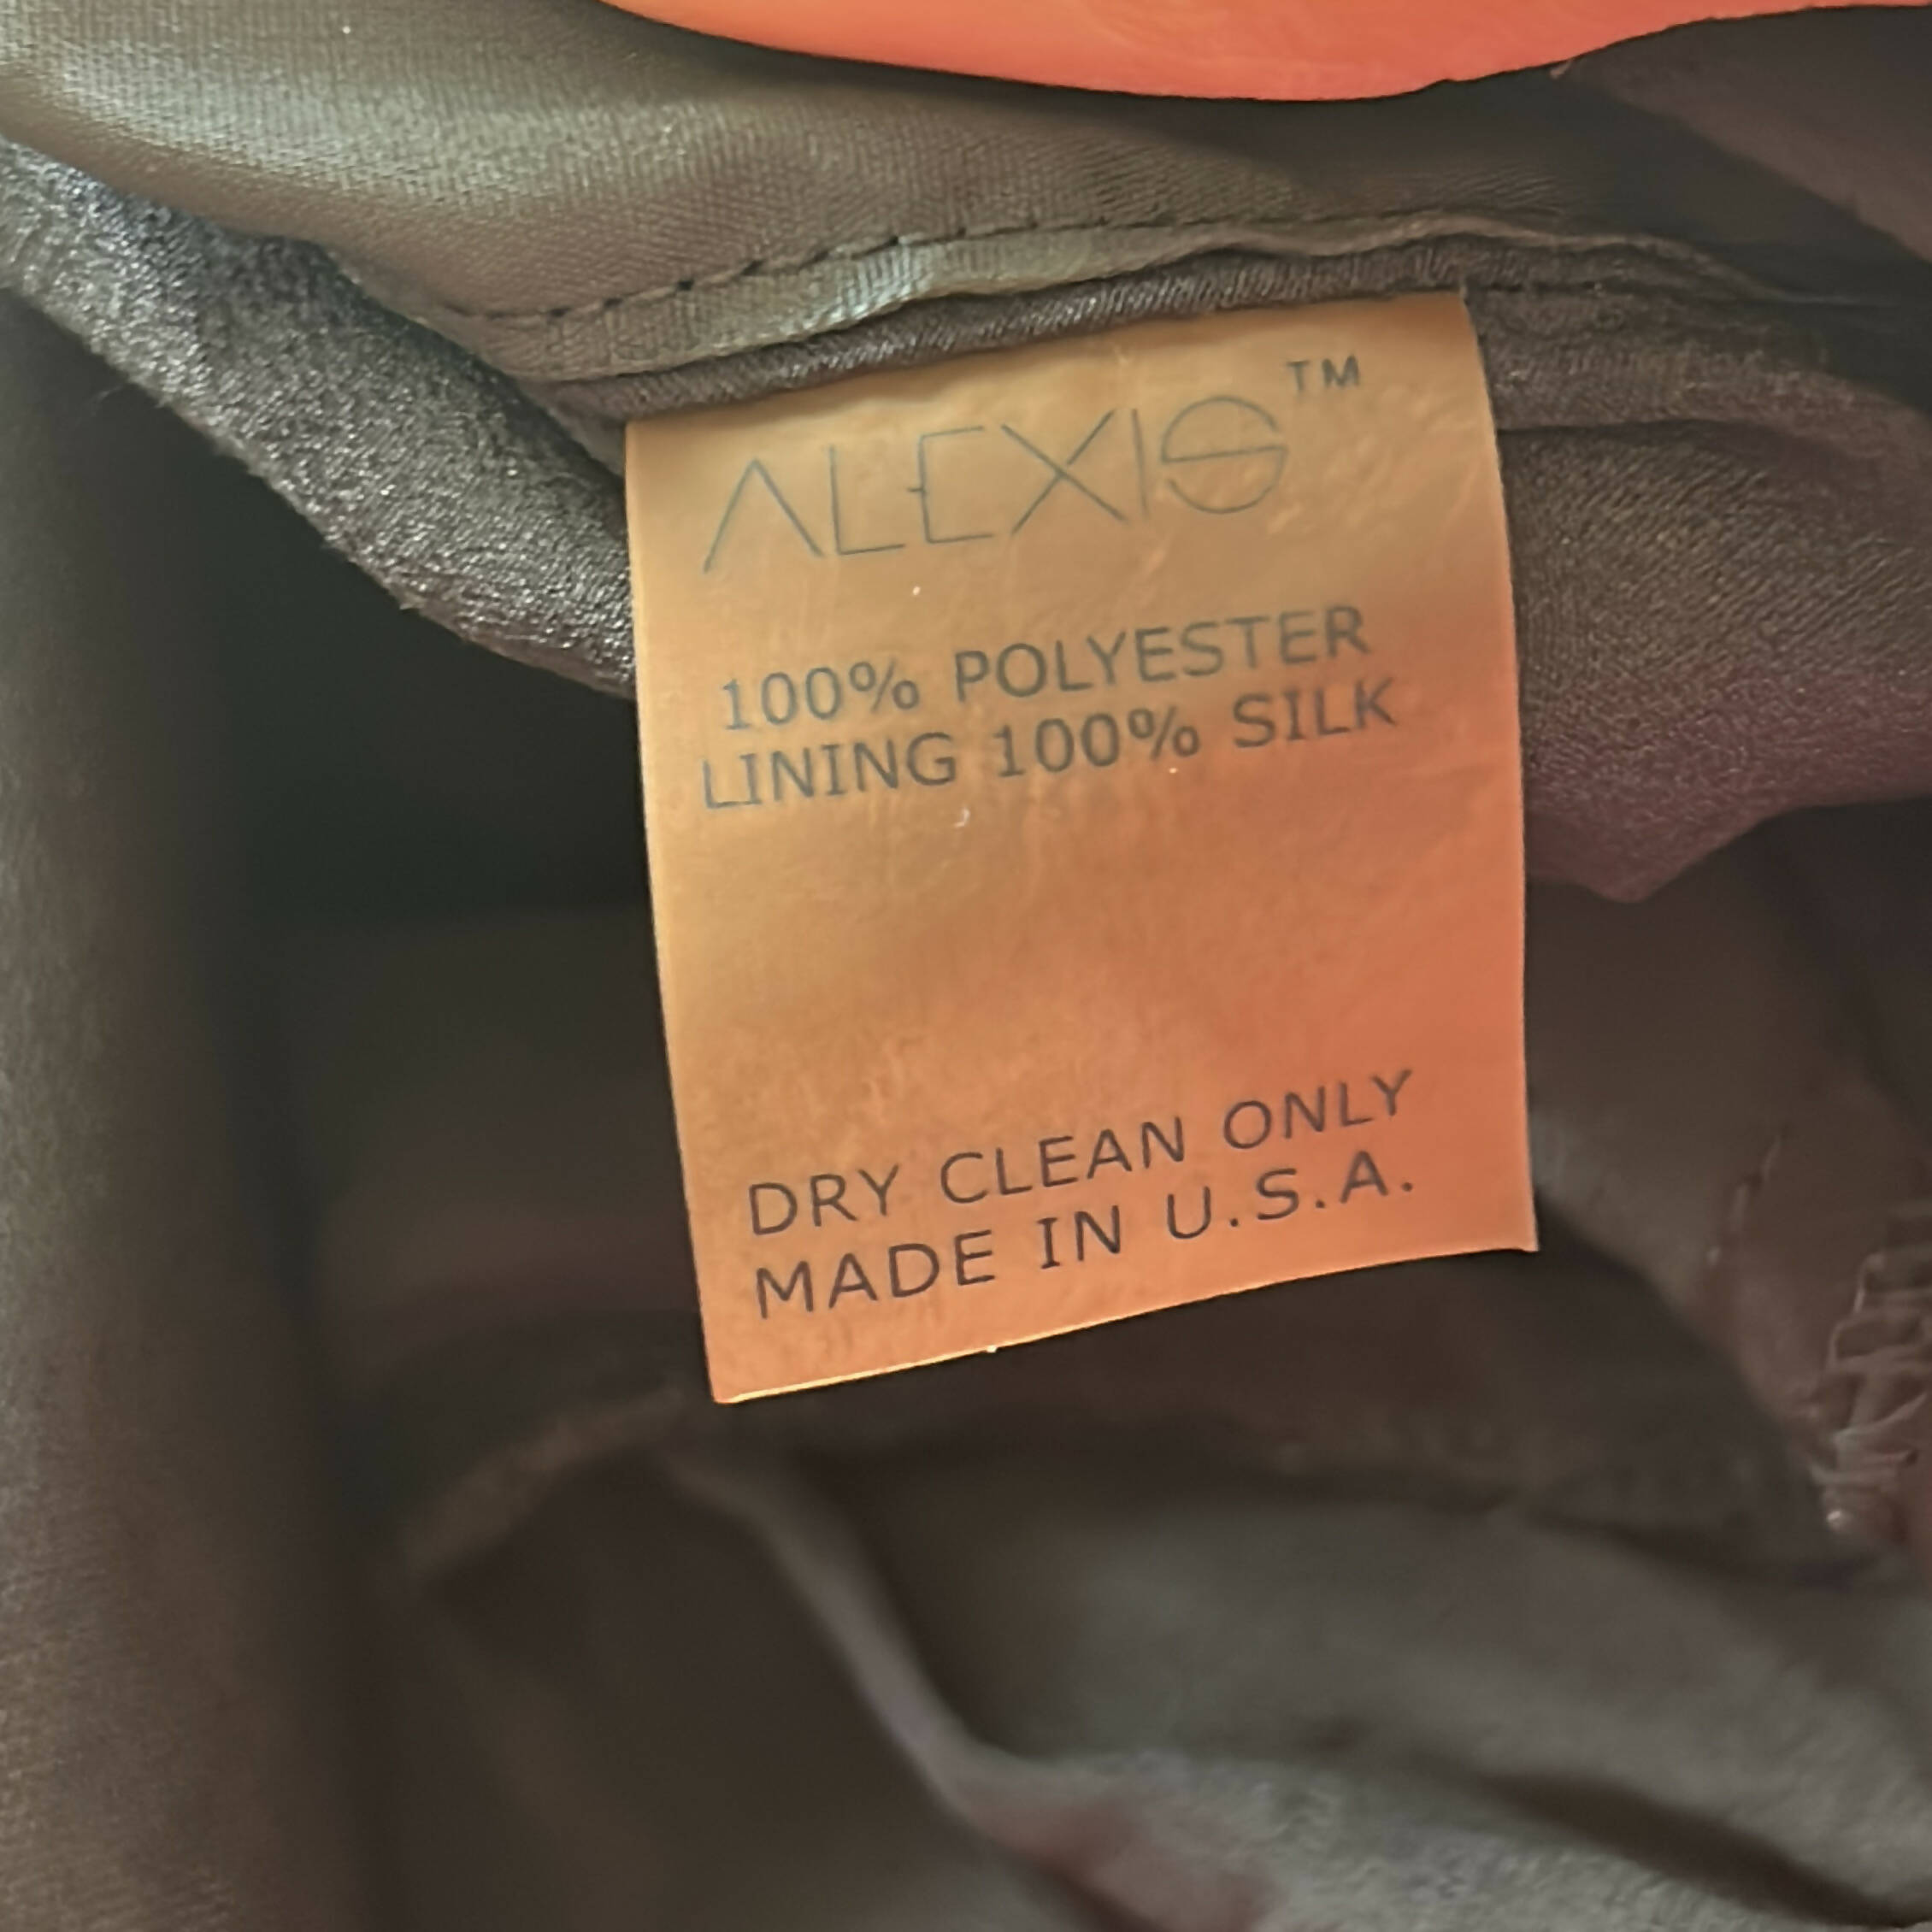 ALEXIS™
100% POLYESTER
LINING 100% SILK
DRY CLEAN ONLY
MADE IN U.S.A.